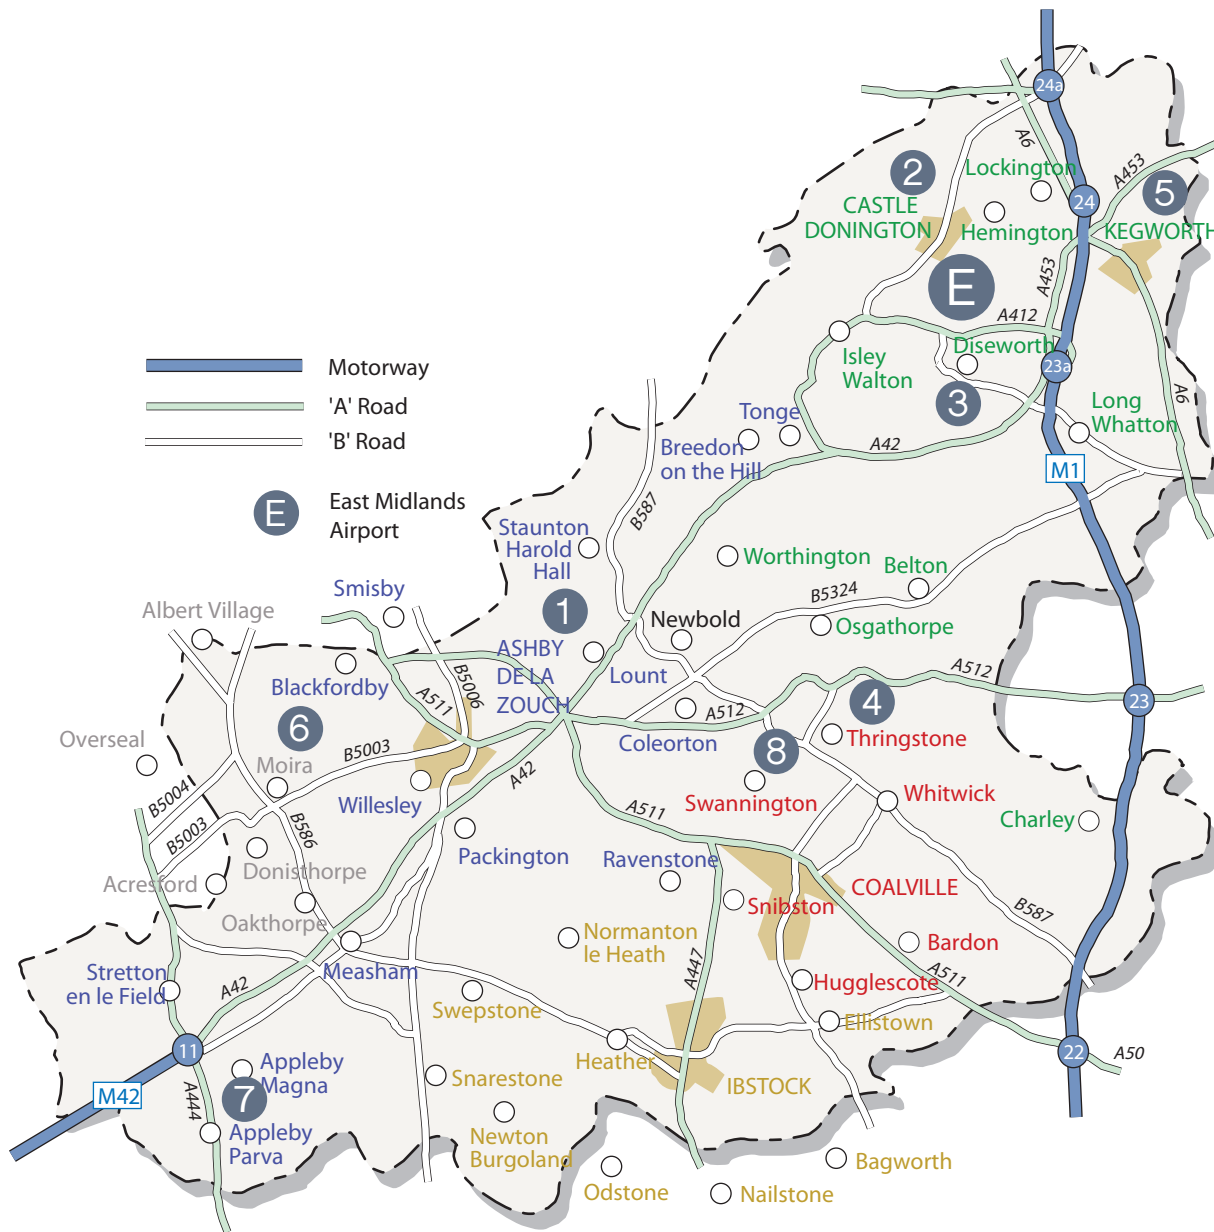 24a
A6
2
Lockington
A453
5
24
CASTLE
DONINGTON
Hemington
KEGWORTH
A453
E
A412
Isley
Walton
Diseworth
23a
3
A6
Long
Whatton
Motorway
'A' Road
'B' Road
E
East Midlands
Airport
Tonge
Breedon
on the Hill
A42
M1
B587
Staunton
Harold
Hall
Worthington
Belton
B5324
Smisby
Albert Village
1
Newbold
Osgathorpe
ASHBY
DE LA
ZOUCH
Lount
Blackfordby
B5006
A511
A512
A512
4
23
6
Overseal
B5003
Moira
Coleorton
8
Thringstone
B5004
Willesley
A42
Swannington
Whitwick
Charley
B5003
B586
A511
Packington
Ravenstone
Donisthorpe
Acresford
COALVILLE
Snibston
B587
Oakthorpe
Normanton
le Heath
Bardon
Measham
A447
A511
Stretton
en le Field
A42
Swepstone
Hugglescote
Ellistown
11
Heather
22
A50
Appleby
Magna
Snarestone
IBSTOCK
M42
A444
7
Appleby
Parva
Newton
Burgoland
Bagworth
Odstone
Nailstone